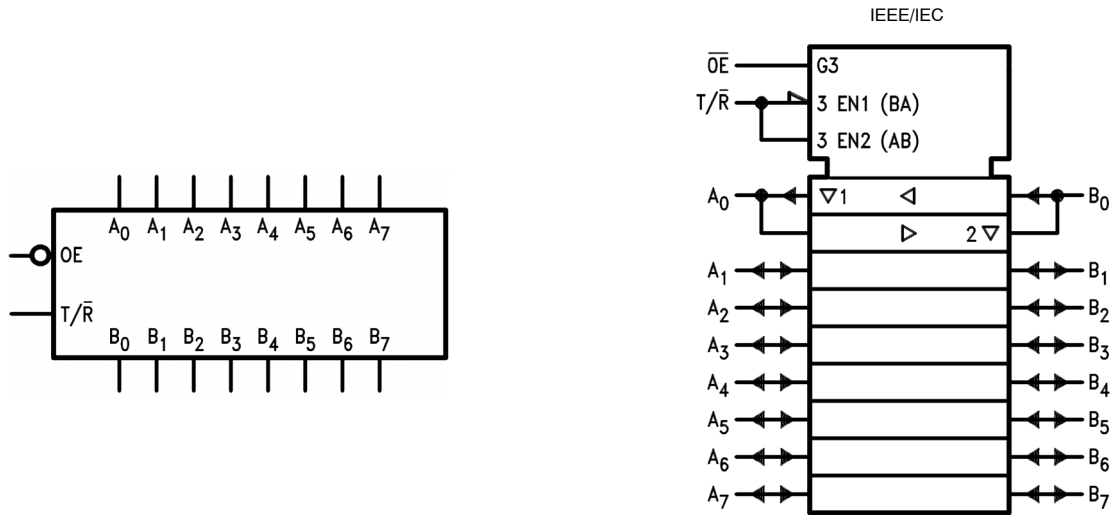 IEEE/IEC
A₀ A₁ A₂ A₃ A₄ A₅ A₆ A₇
OE
T/R̅
B₀ B₁ B₂ B₃ B₄ B₅ B₆ B₇
O̅E̅ G3
T/R̅ 3 EN1 (BA)
3 EN2 (AB)
A₀ 1 B₀
2
A₁ B₁
A₂ B₂
A₃ B₃
A₄ B₄
A₅ B₅
A₆ B₆
A₇ B₇